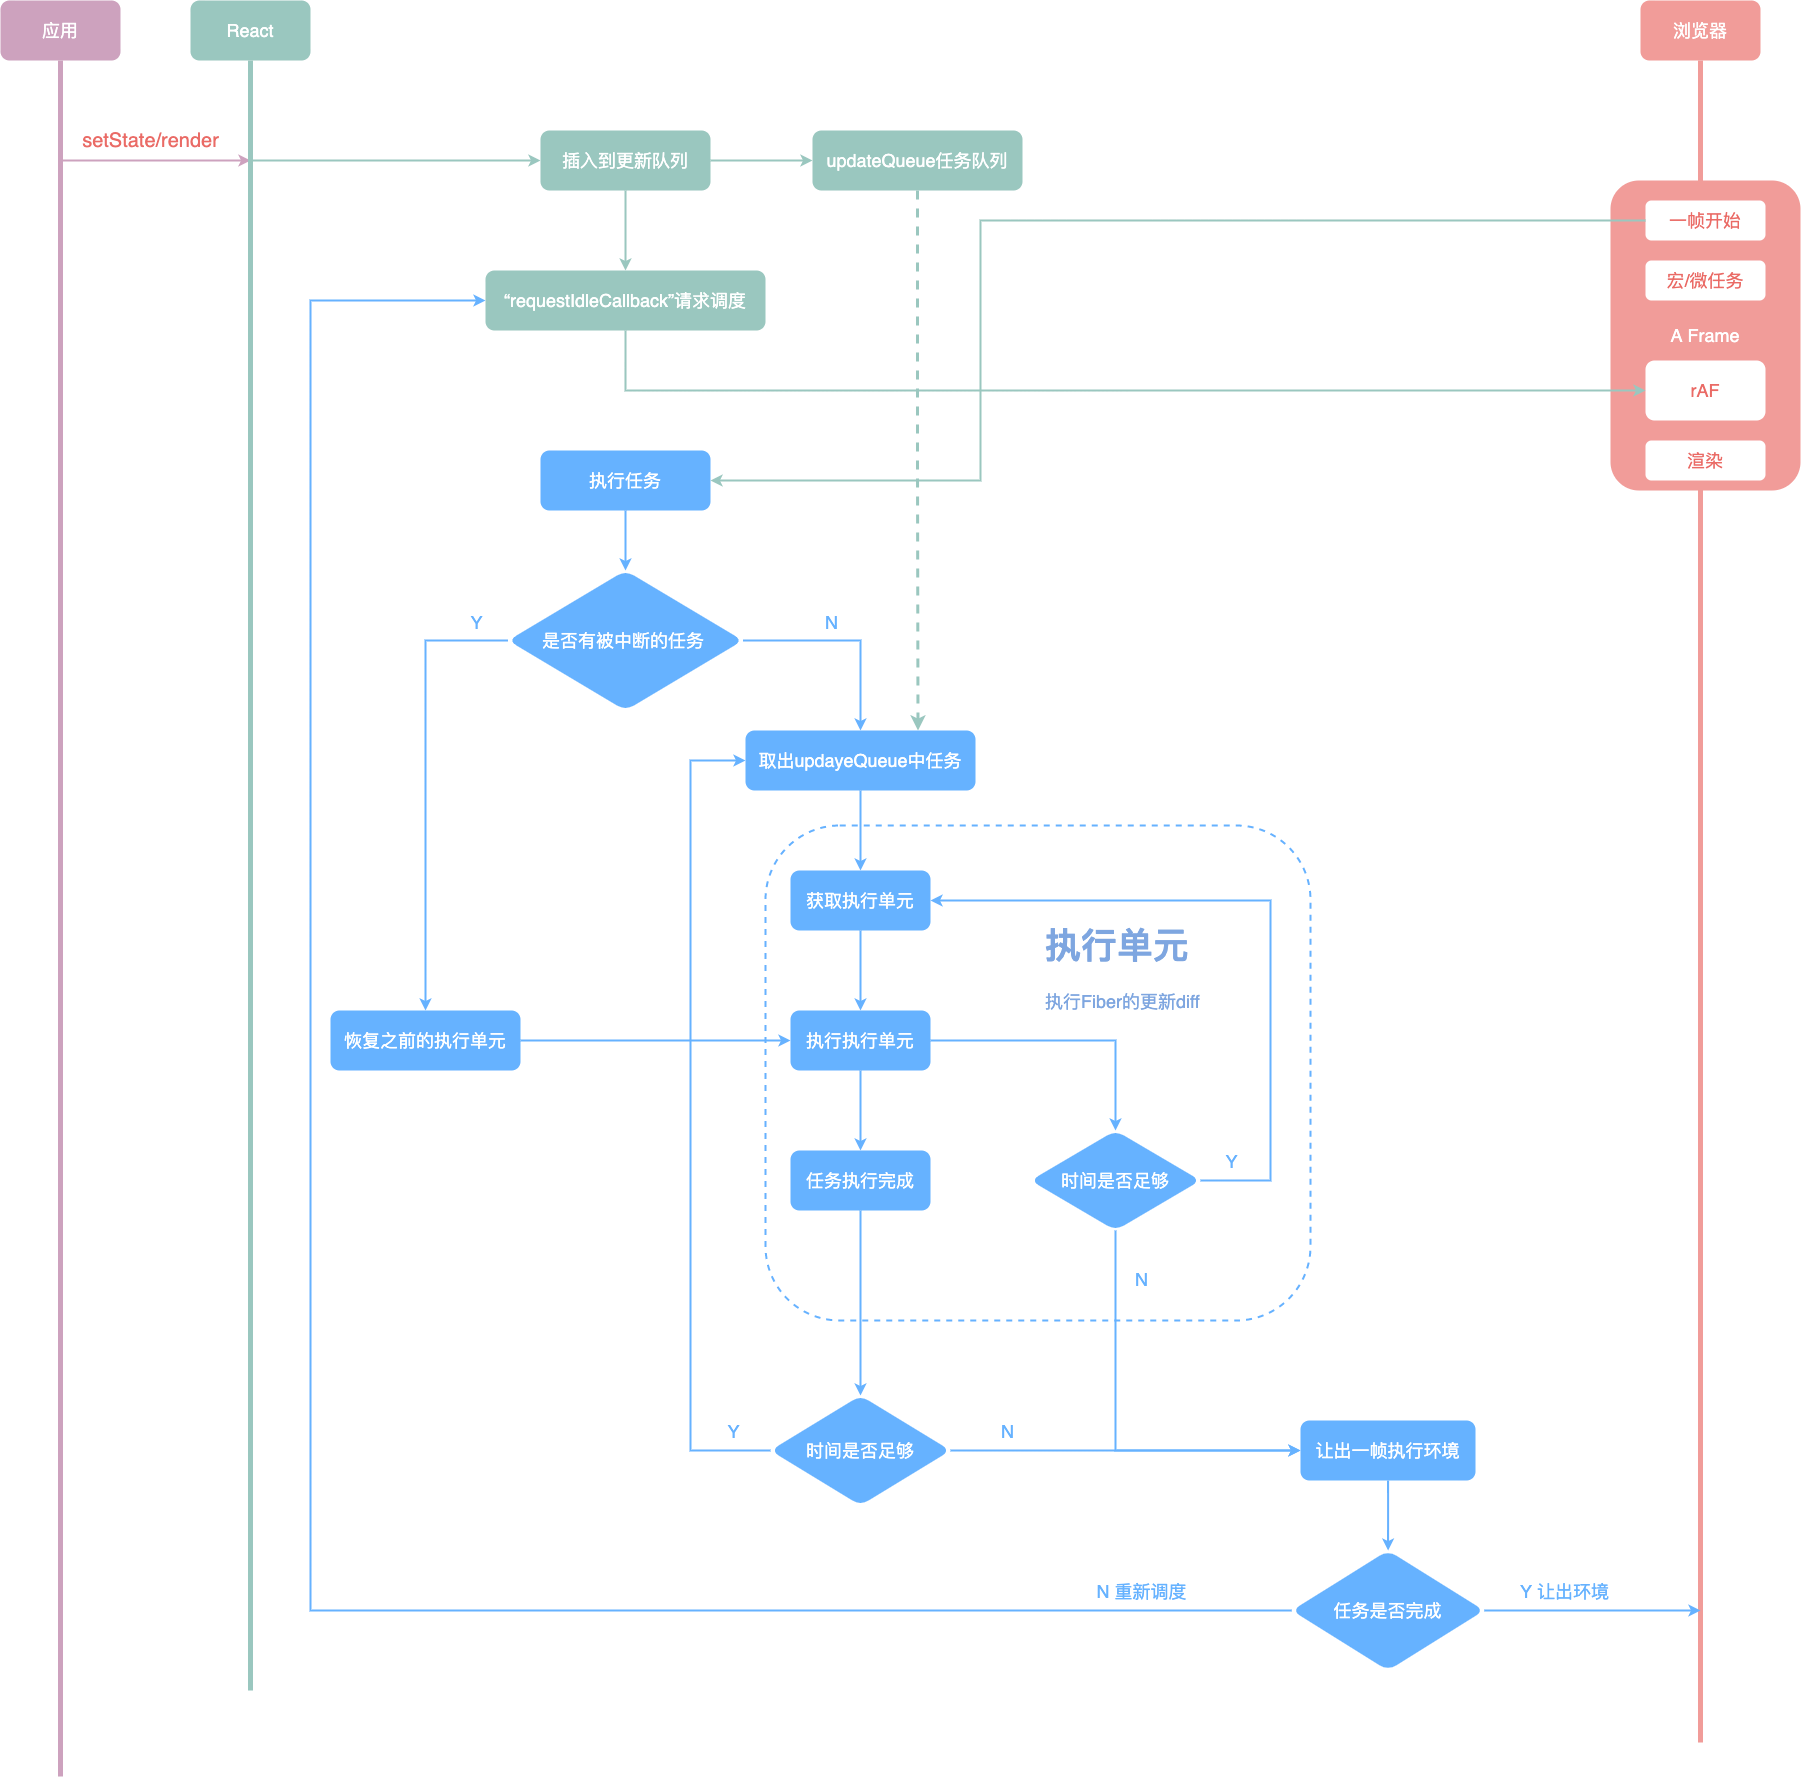 应用
React
浏览器
setState/render
插入到更新队列
updateQueue任务队列
一帧开始
宏/微任务
“requestIdleCallback”请求调度
A Frame
rAF
渲染
执行任务
Y
N
是否有被中断的任务
取出updayeQueue中任务
获取执行单元
执行单元
执行Fiber的更新diff
恢复之前的执行单元
执行执行单元
Y
任务执行完成
时间是否足够
N
Y
N
时间是否足够
让出一帧执行环境
N 重新调度
Y 让出环境
任务是否完成